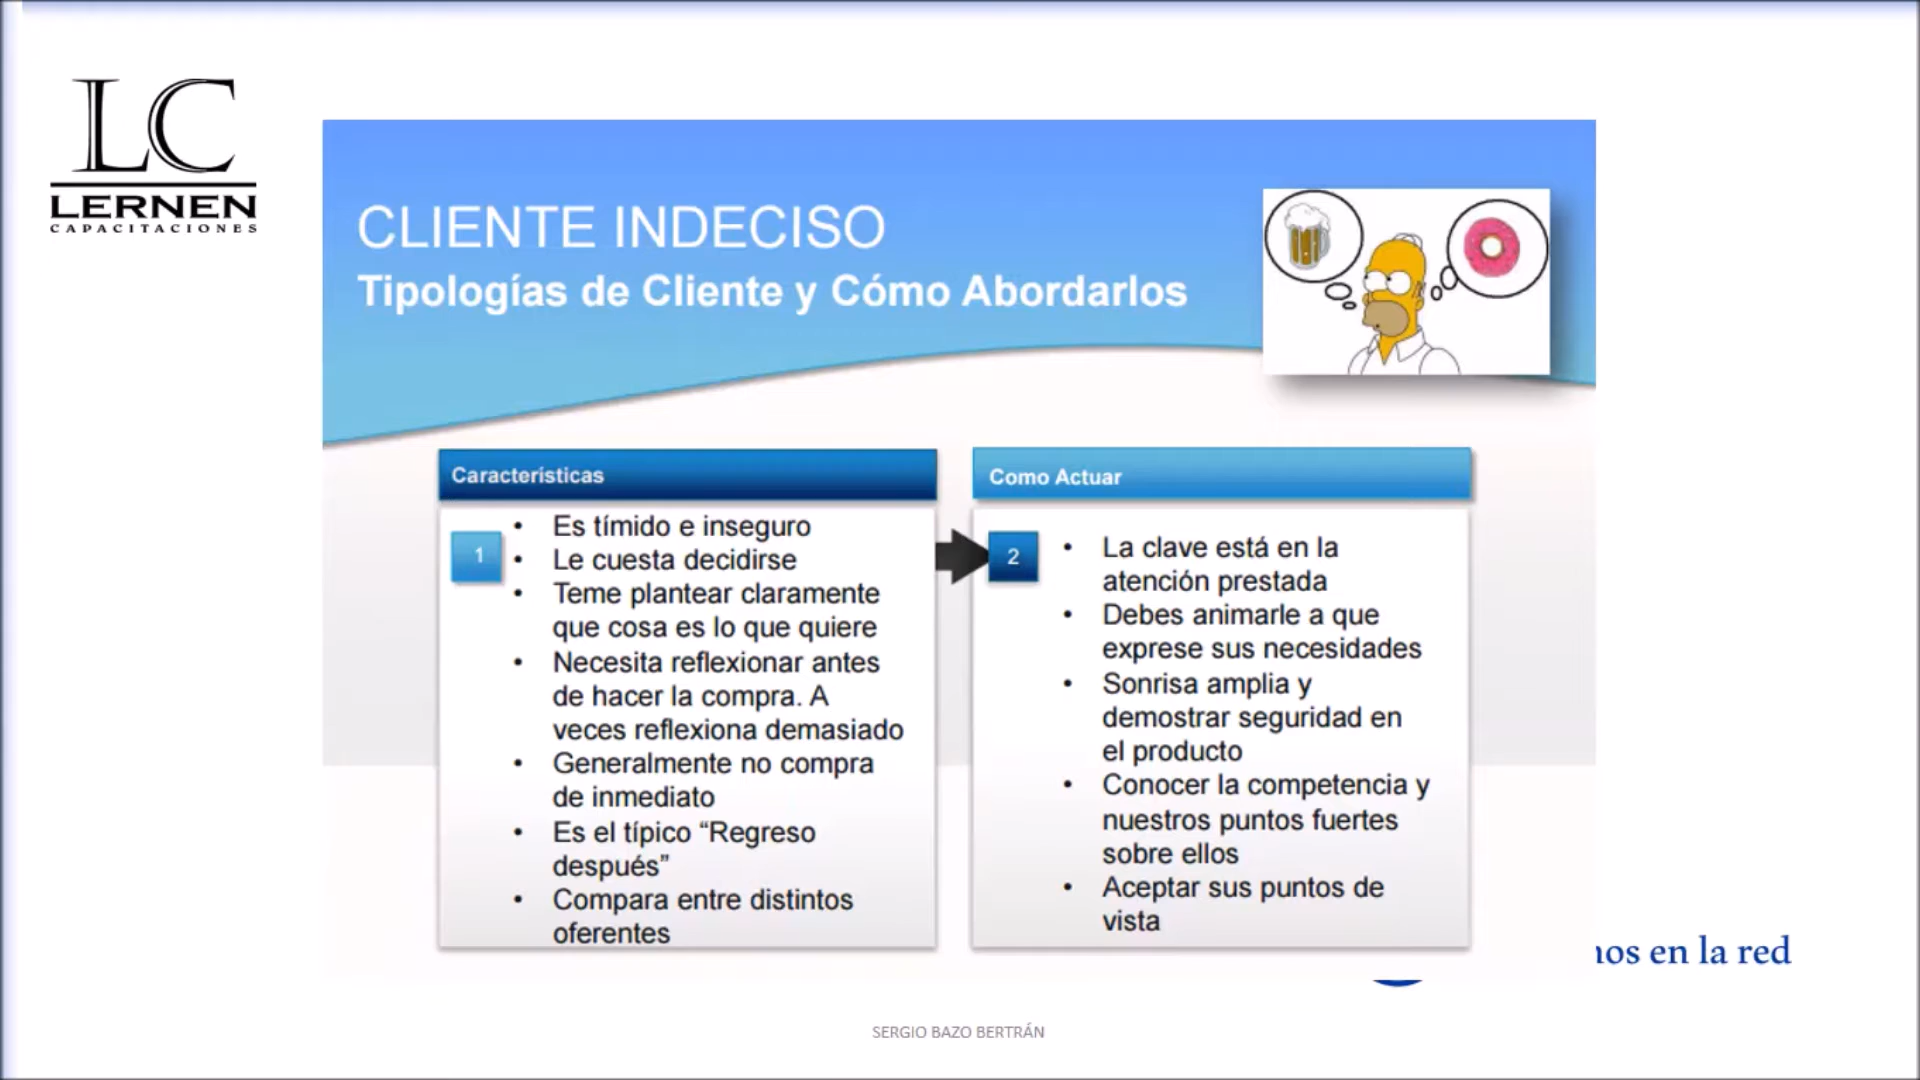 LC
LERNEN
CAPACITACIONES
CLIENTE INDECISO
Tipologías de Cliente y Cómo Abordarlos
Características
1
• Es tímido e inseguro
• Le cuesta decidirse
• Teme plantear claramente
que cosa es lo que quiere
• Necesita reflexionar antes
de hacer la compra. A
veces reflexiona demasiado
• Generalmente no compra
de inmediato
• Es el típico “Regreso
después”
• Compara entre distintos
oferentes
Como Actuar
2
• La clave está en la
atención prestada
• Debes animarle a que
exprese sus necesidades
• Sonrisa amplia y
demostrar seguridad en
el producto
• Conocer la competencia y
nuestros puntos fuertes
sobre ellos
• Aceptar sus puntos de
vista
en la red
SERGIO BAZO BERTRÁN